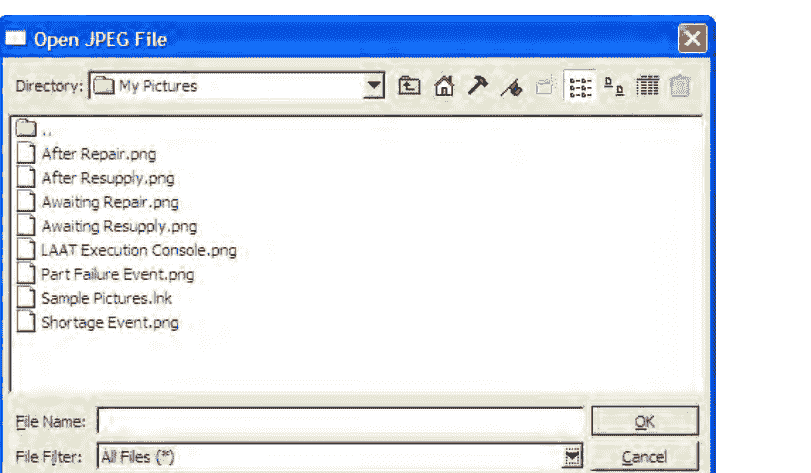 Open JPEG File
Directory: My Pictures
..
After Repair.png
After Resupply.png
Awaiting Repair.png
Awaiting Resupply.png
LAAT Execution Console.png
Part Failure Event.png
Sample Pictures.lnk
Shortage Event.png
File Name: OK
File Filter: All Files (*) Cancel